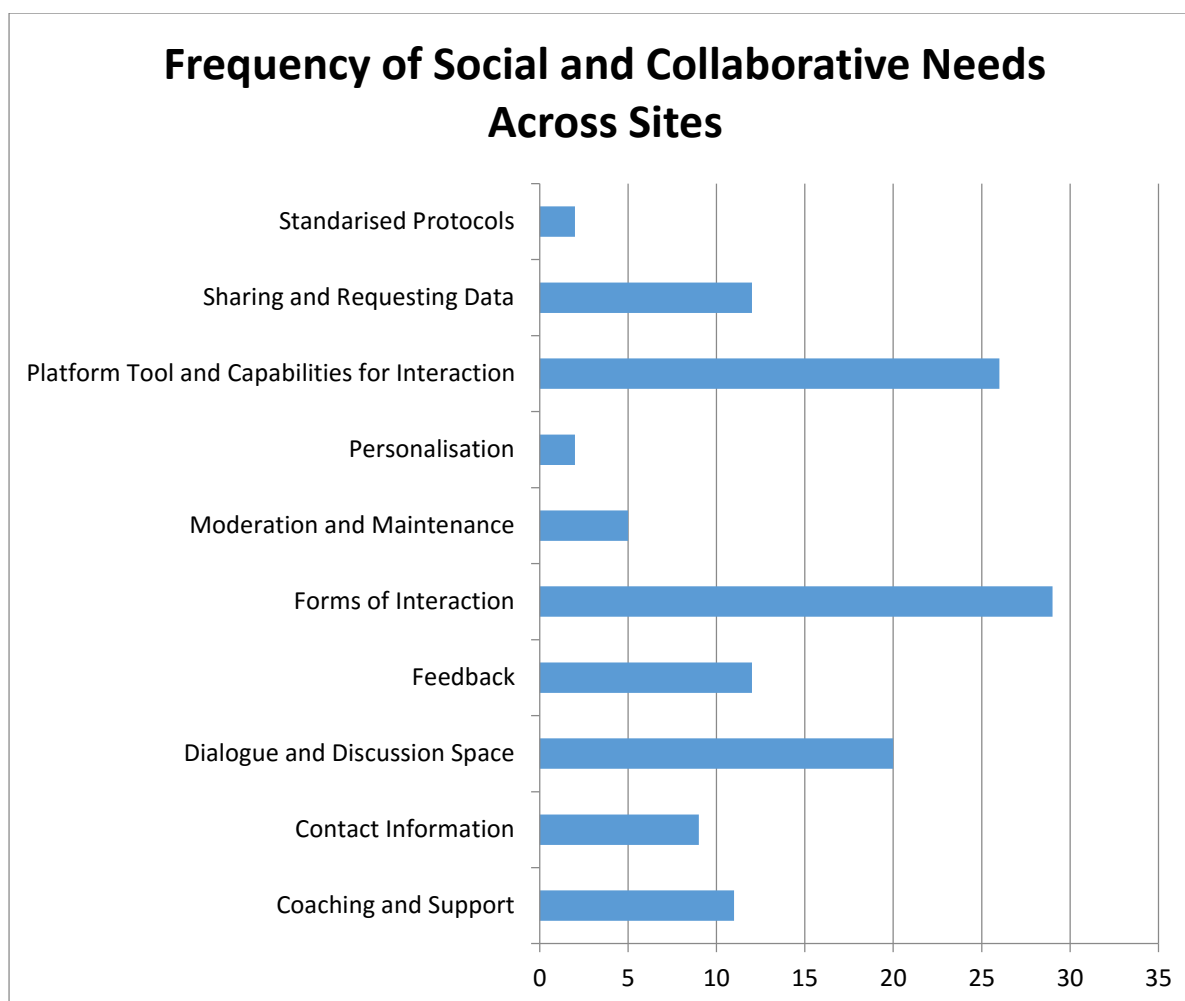 Frequency of Social and Collaborative Needs
Across Sites
Standarised Protocols
Sharing and Requesting Data
Platform Tool and Capabilities for Interaction
Personalisation
Moderation and Maintenance
Forms of Interaction
Feedback
Dialogue and Discussion Space
Contact Information
Coaching and Support
0 5 10 15 20 25 30 35